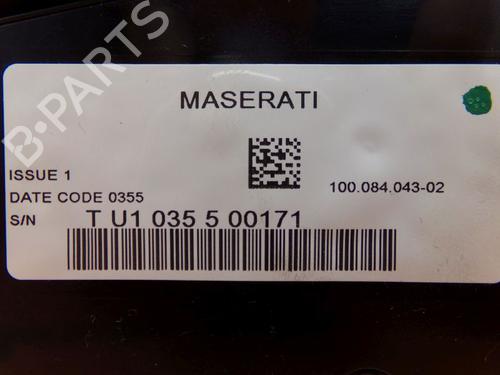 B-PARTS
MASERATI
ISSUE 1
DATE CODE 0355
100.084.043-02
S/N T U1 035 5 00171